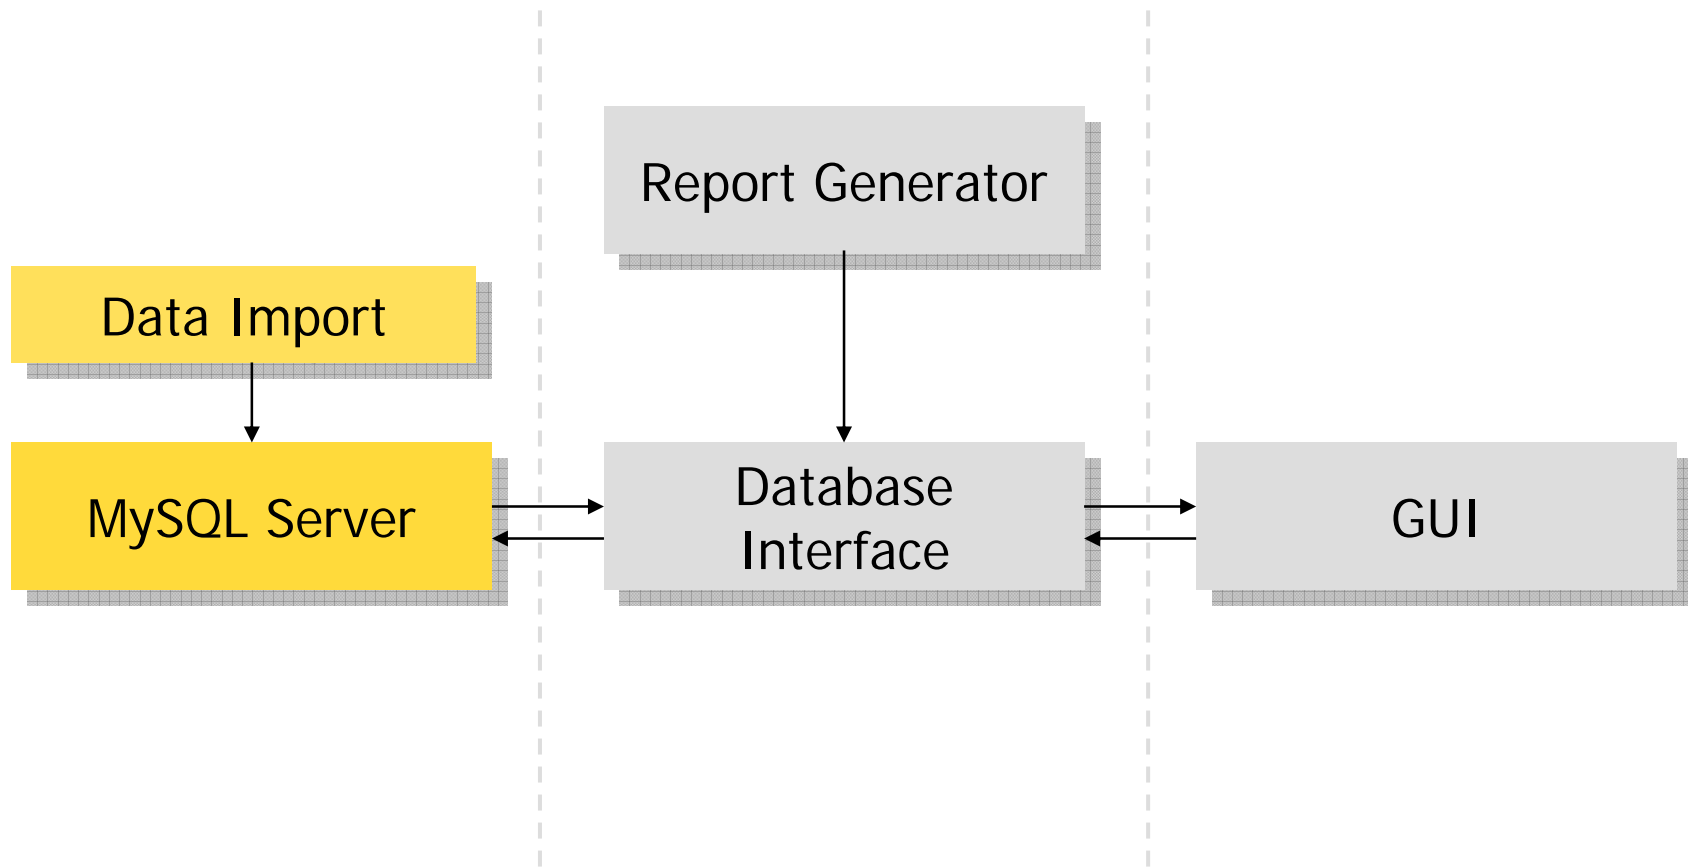 Report Generator
Data Import
MySQL Server
Database
Interface
GUI